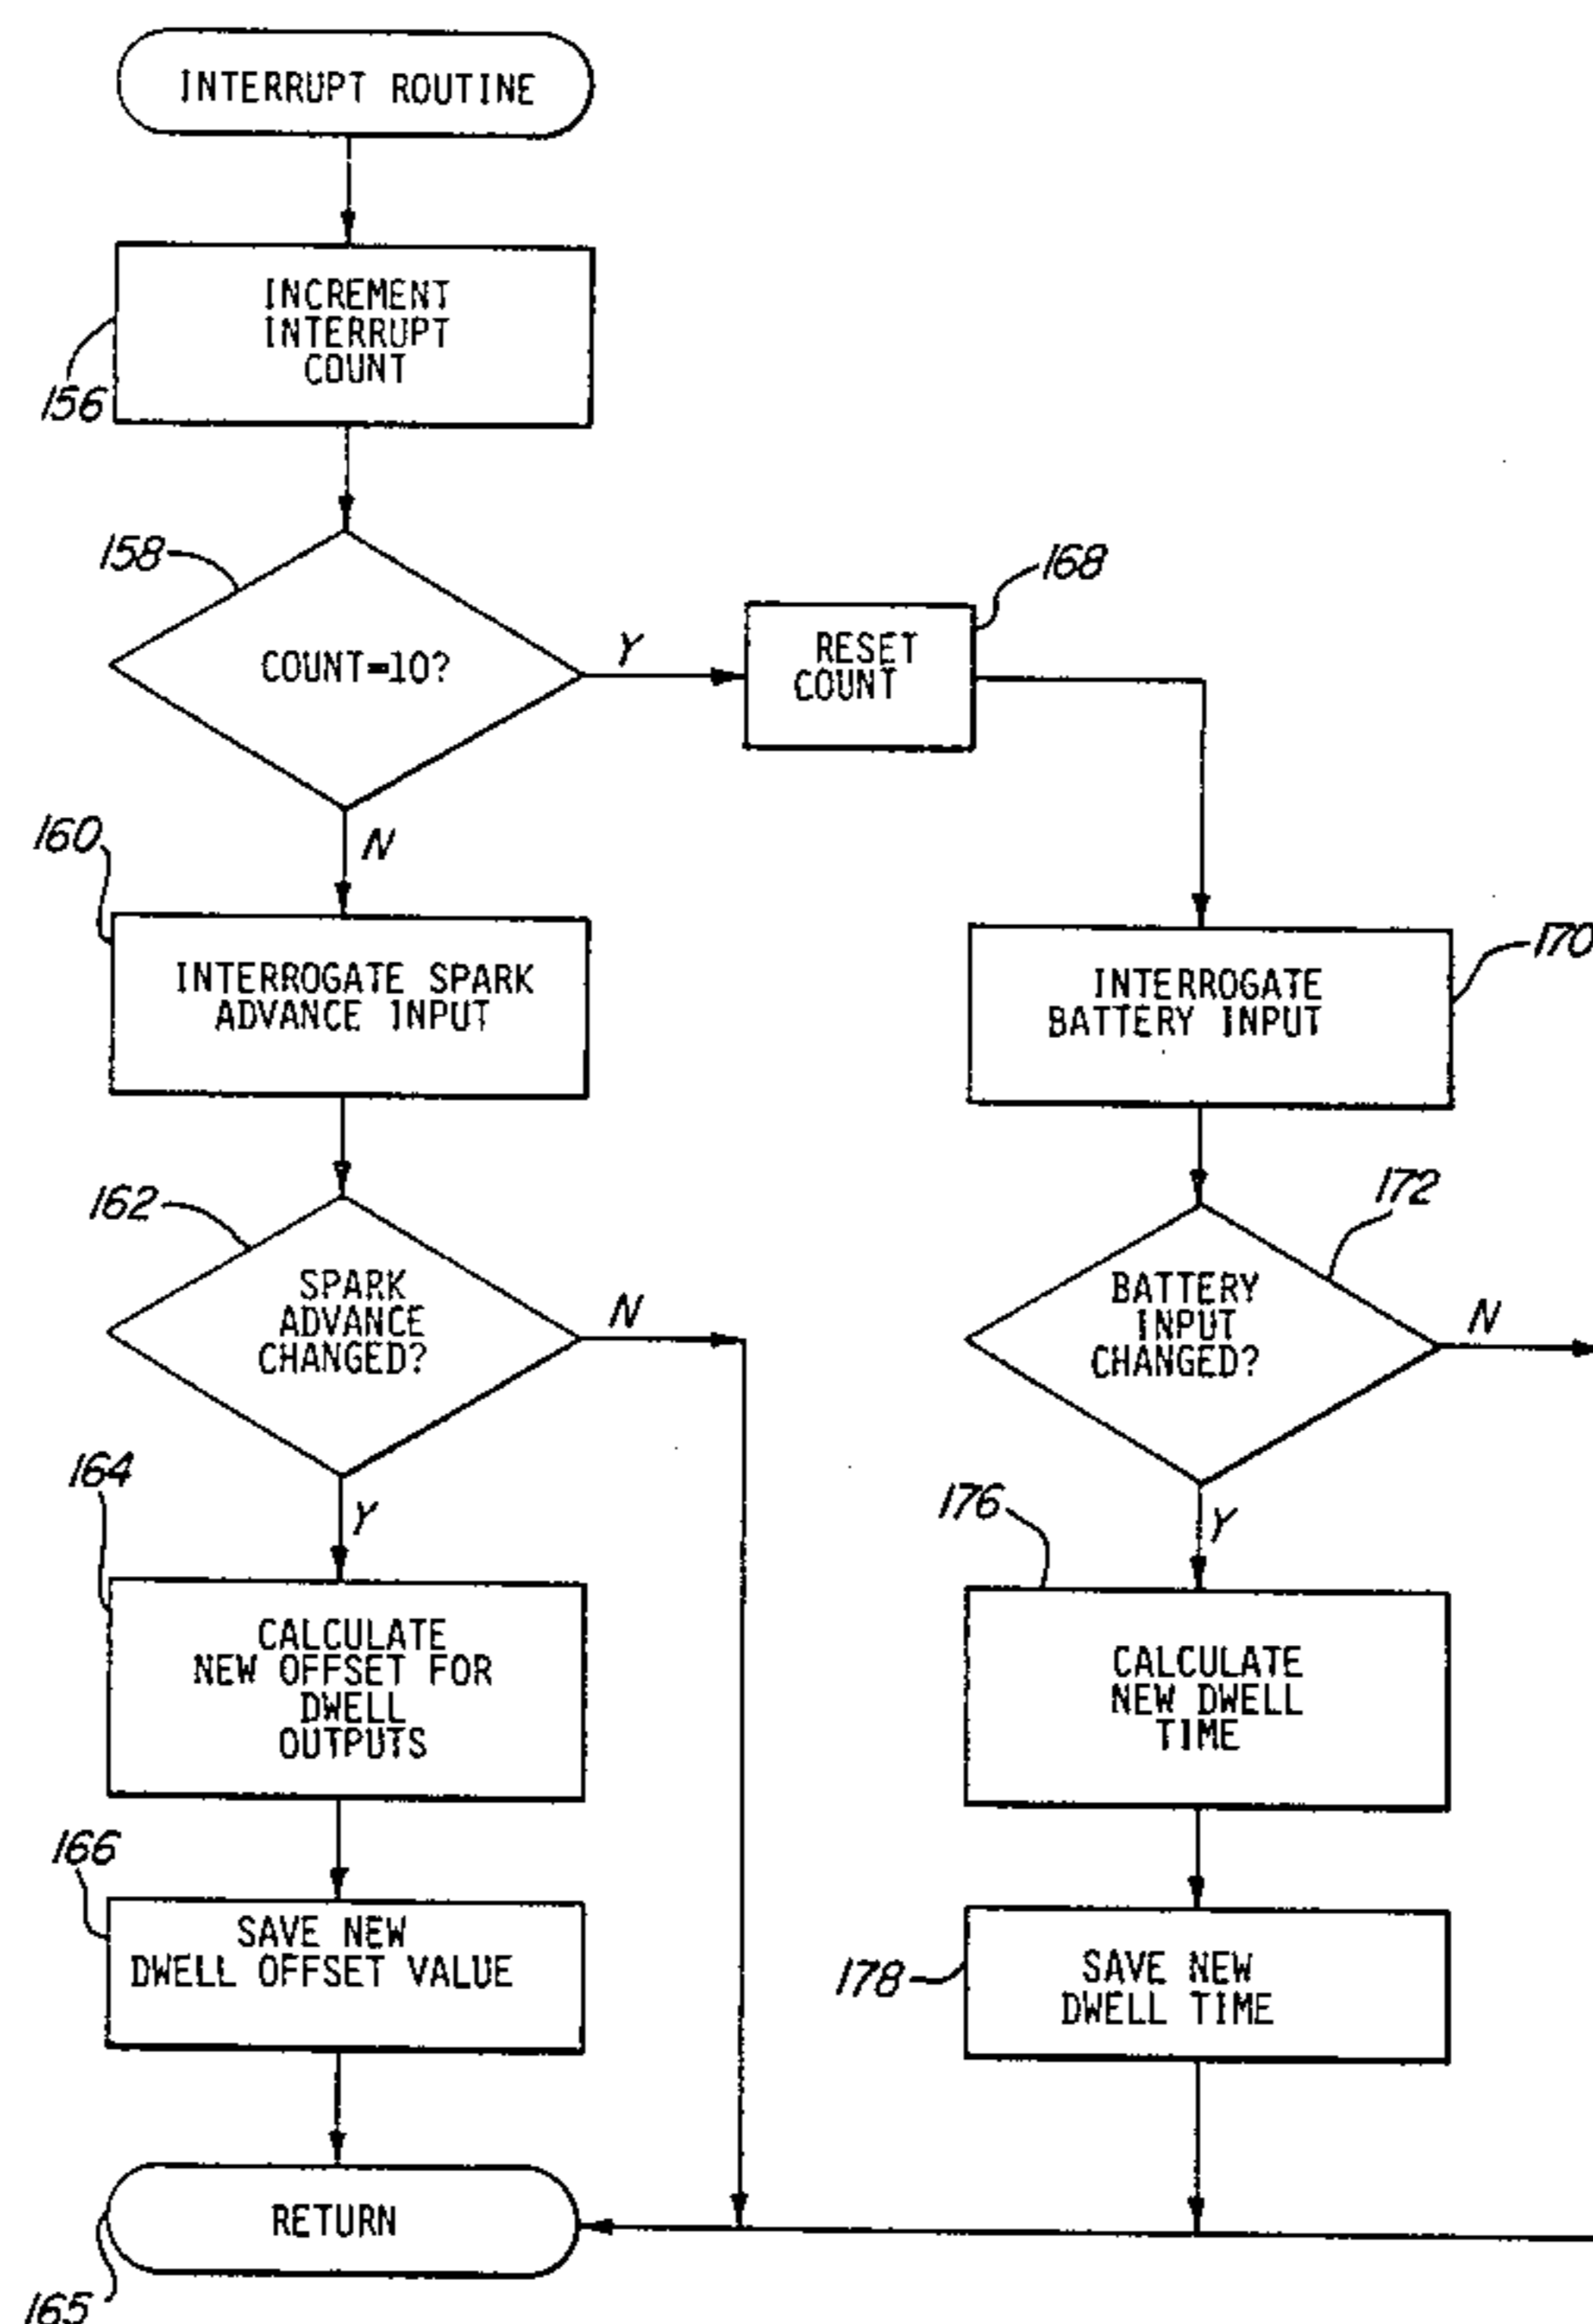 INTERRUPT ROUTINE
INCREMENT
INTERRUPT
COUNT
156
158
COUNT=10?
Y
N
168
RESET
COUNT
160
INTERROGATE SPARK
ADVANCE INPUT
170
INTERROGATE
BATTERY INPUT
162
SPARK
ADVANCE
CHANGED?
N
Y
172
BATTERY
INPUT
CHANGED?
N
Y
164
CALCULATE
NEW OFFSET FOR
DWELL
OUTPUTS
176
CALCULATE
NEW DWELL
TIME
166
SAVE NEW
DWELL OFFSET VALUE
178
SAVE NEW
DWELL TIME
RETURN
165